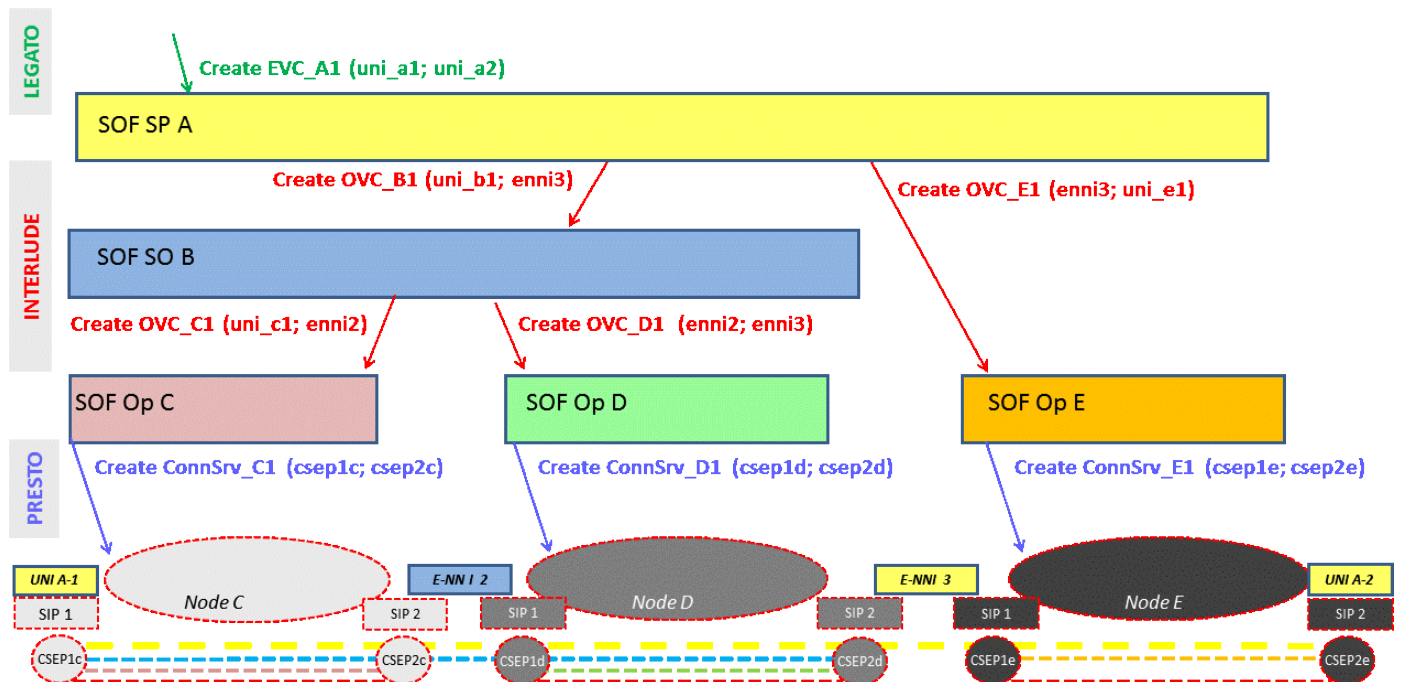 LEGATO
Create EVC_A1 (uni_a1; uni_a2)
SOF SP A
INTERLUDE
Create OVC_B1 (uni_b1; enni3)
Create OVC_E1 (enni3; uni_e1)
SOF SO B
Create OVC_C1 (uni_c1; enni2)
Create OVC_D1 (enni2; enni3)
SOF Op C
SOF Op D
SOF Op E
PRESTO
Create ConnSrv_C1 (csep1c; csep2c)
Create ConnSrv_D1 (csep1d; csep2d)
Create ConnSrv_E1 (csep1e; csep2e)
UNI A-1
Node C
E-NN I 2
Node D
E-NNI 3
Node E
UNI A-2
SIP 1
SIP 2
SIP 1
SIP 2
SIP 1
SIP 2
CSEP1c
CSEP2c
CSEP1d
CSEP2d
CSEP1e
CSEP2e